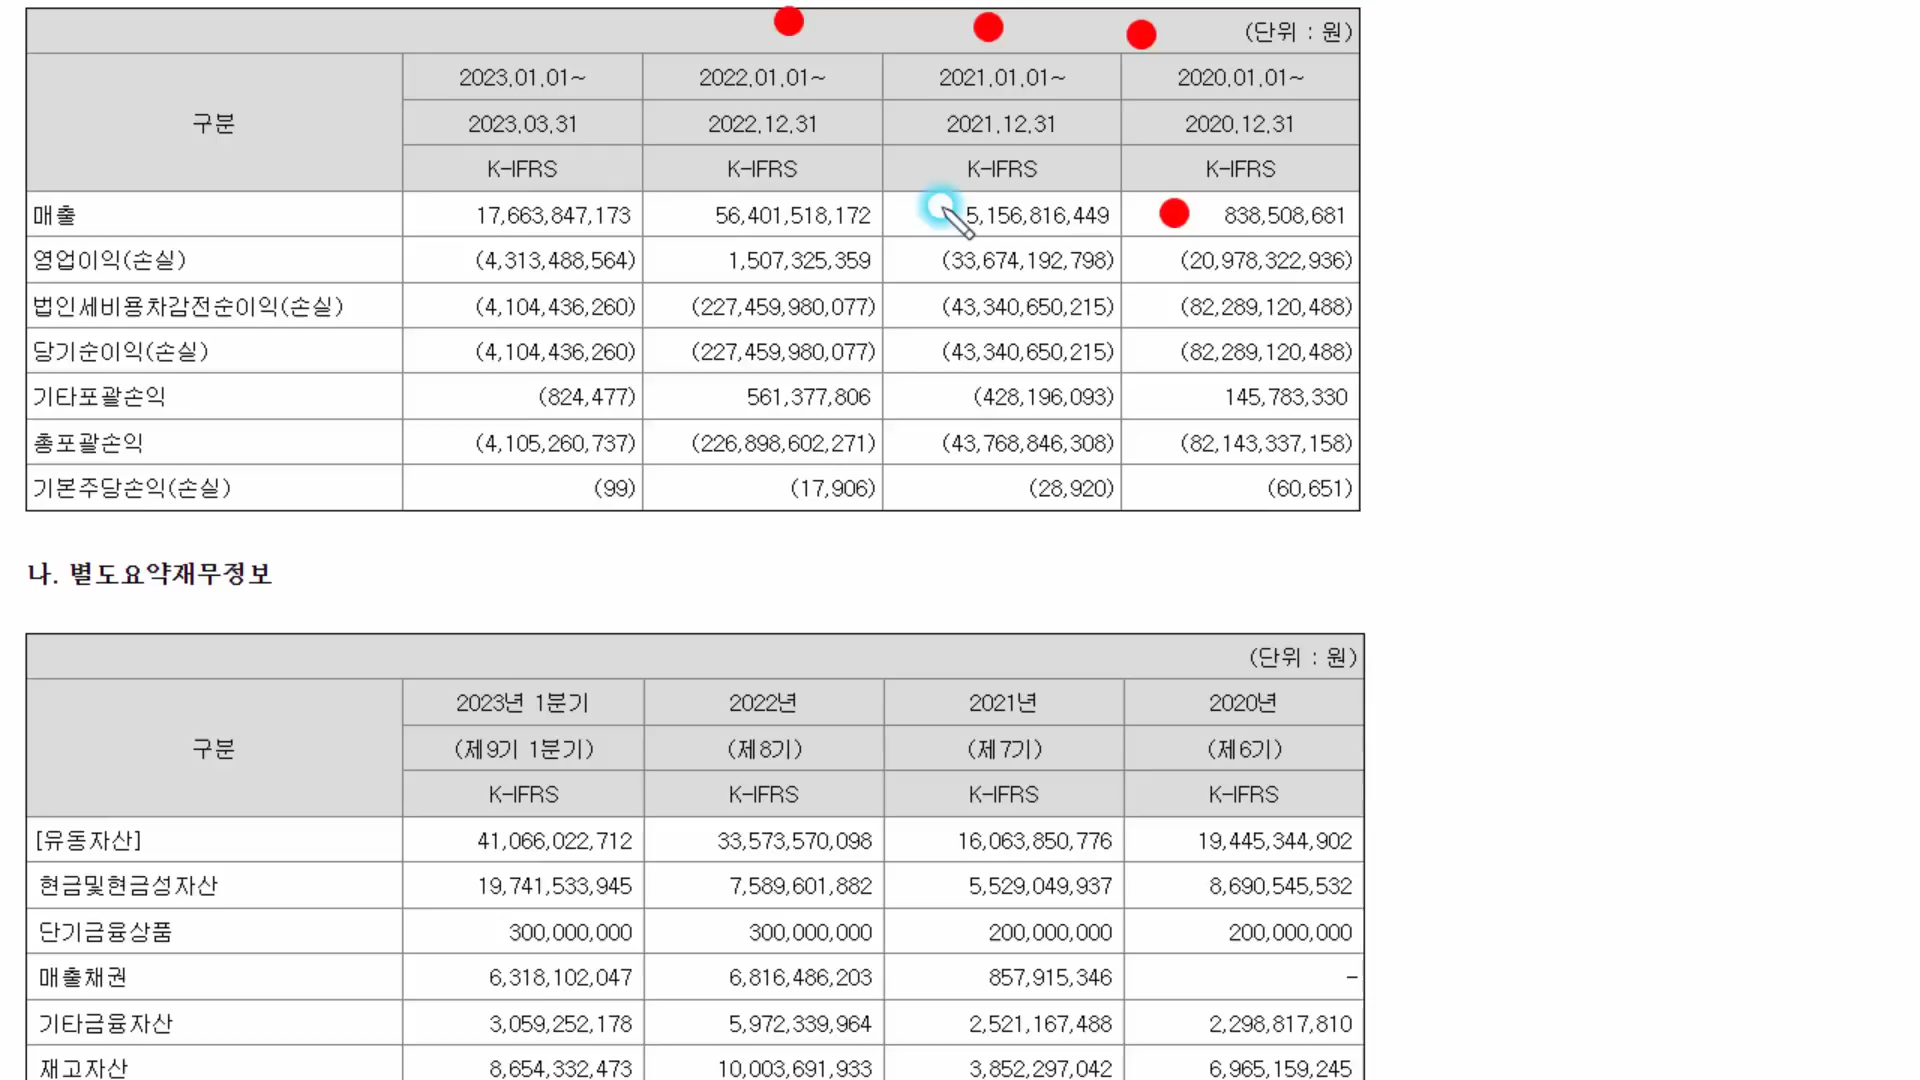 (단위 : 원)
구분 2023.01.01~ 2022.01.01~ 2021.01.01~ 2020.01.01~
2023.03.31 2022.12.31 2021.12.31 2020.12.31
K-IFRS K-IFRS K-IFRS K-IFRS
매출 17,663,847,173 56,401,518,172 5,156,816,449 838,508,681
영업이익(손실) (4,313,488,564) 1,507,325,359 (33,674,192,798) (20,978,322,936)
법인세비용차감전순이익(손실) (4,104,436,260) (227,459,980,077) (43,340,650,215) (82,289,120,488)
당기순이익(손실) (4,104,436,260) (227,459,980,077) (43,340,650,215) (82,289,120,488)
기타포괄손익 (824,477) 561,377,806 (428,196,093) 145,783,330
총포괄손익 (4,105,260,737) (226,898,602,271) (43,768,846,308) (82,143,337,158)
기본주당손익(손실) (99) (17,906) (28,920) (60,651)
나. 별도요약재무정보
(단위 : 원)
구분 2023년 1분기 2022년 2021년 2020년
(제9기 1분기) (제8기) (제7기) (제6기)
K-IFRS K-IFRS K-IFRS K-IFRS
[유동자산] 41,066,022,712 33,573,570,098 16,063,850,776 19,445,344,902
현금및현금성자산 19,741,533,945 7,589,601,882 5,529,049,937 8,690,545,532
단기금융상품 300,000,000 300,000,000 200,000,000 200,000,000
매출채권 6,318,102,047 6,816,486,203 857,915,346 -
기타금융자산 3,059,252,178 5,972,339,964 2,521,167,488 2,298,817,810
재고자산 8,654,332,473 10,003,691,933 3,852,297,042 6,965,159,245